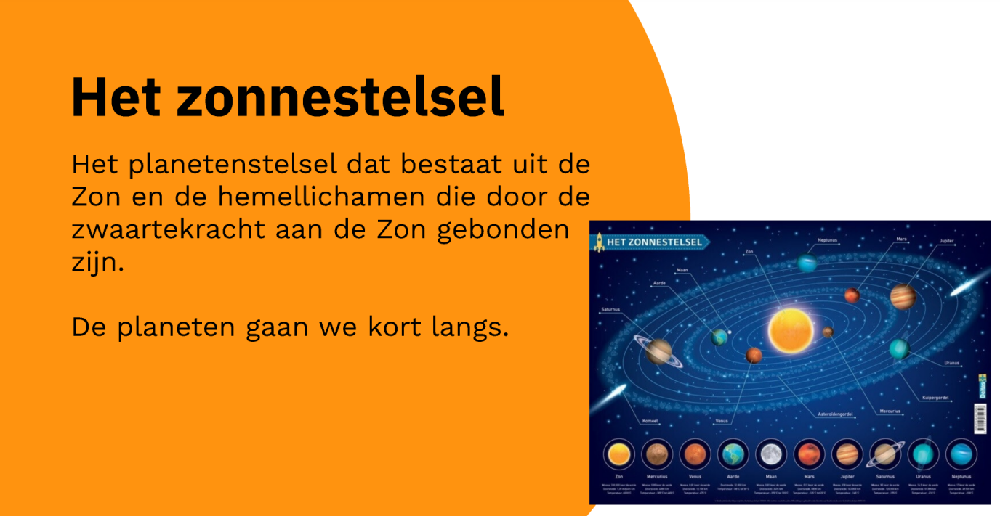 Het zonnestelsel
Het planetenstelsel dat bestaat uit de
Zon en de hemellichamen die door de
zwaartekracht aan de Zon gebonden
zijn.
De planeten gaan we kort langs.
HET ZONNESTELSEL
Neptunus
Mars
Jupiter
Zon
Maan
Aarde
Saturnus
Uranus
Kuipergordel
Mercurius
Asteroïdengordel
Venus
Komeet
Deltas
Zon
Mercurius
Venus
Aarde
Maan
Mars
Jupiter
Saturnus
Uranus
Neptunus